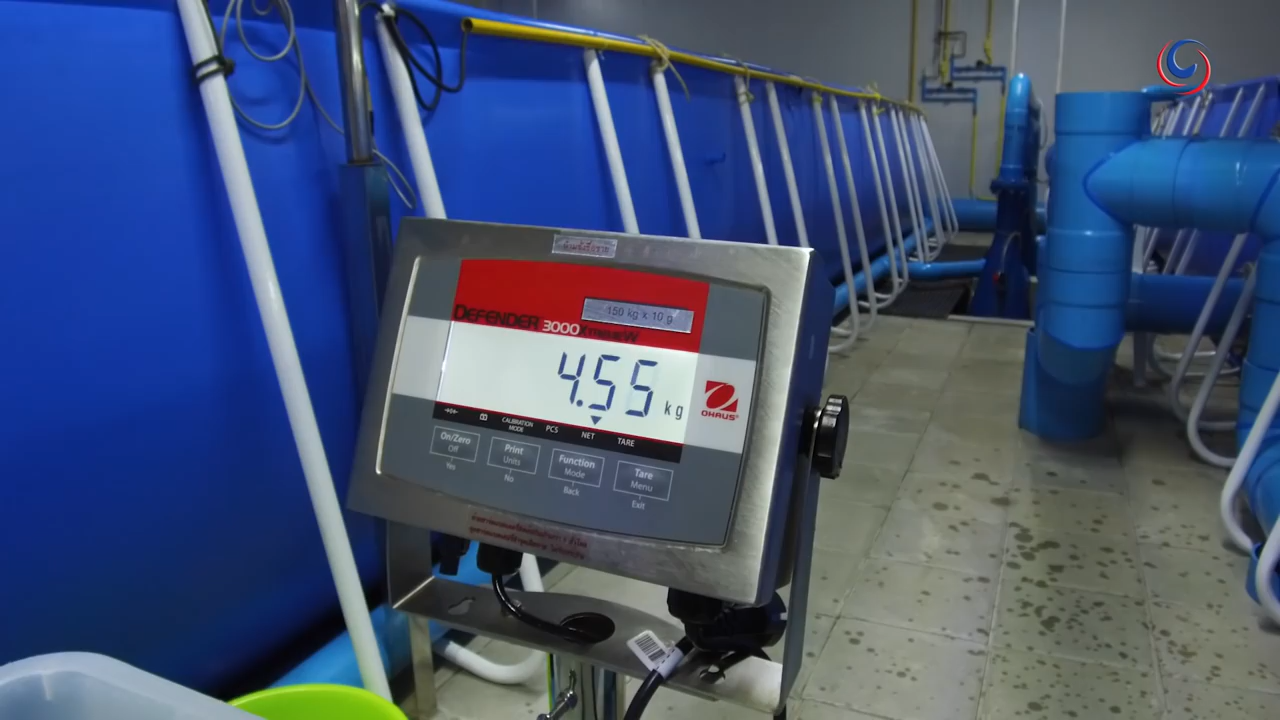 150 kg x 10 g
DEFENDER 3000 XtremeW
4.55 kg
OHAUS
CALIBRATION MODE PCS NET TARE
On/Zero
Off
Yes
Print
Units
No
Function
Mode
Back
Tare
Menu
Exit